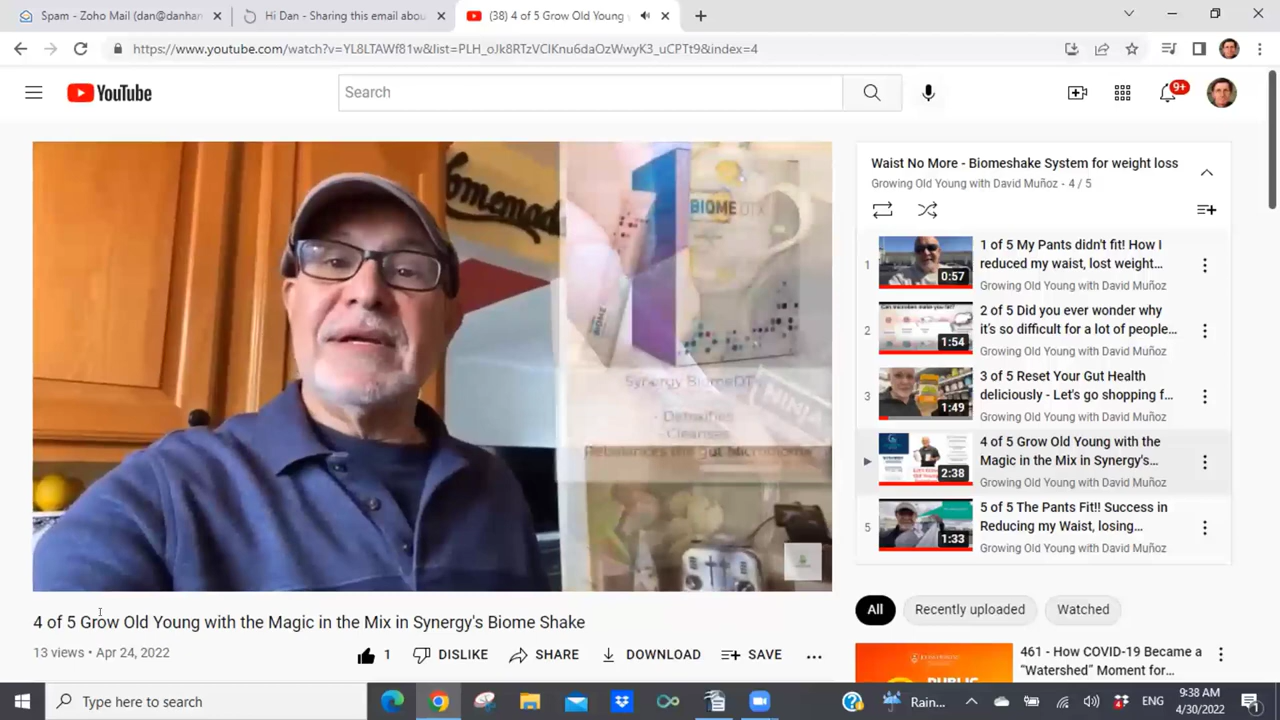 Spam - Zoho Mail (dan@danham
Hi Dan - Sharing this email abou
(38) 4 of 5 Grow Old Young
https://www.youtube.com/watch?v=YL8LTAWf81w&list=PLH_oJk8RTzVCIKnu6daOzWwyK3_uCPTt9&index=4
YouTube
Search
9+
Homemade
BIOME DTX
BIOME
Synergy BiomeDT
- Detoxifies
- Cleanses
Rebalances the gut Microbiome
Waist No More - Biomeshake System for weight loss
Growing Old Young with David Muñoz - 4 / 5
1
0:57
1 of 5 My Pants didn't fit! How I
reduced my waist, lost weight...
Growing Old Young with David Muñoz
2
1:54
2 of 5 Did you ever wonder why
it's so difficult for a lot of people...
Growing Old Young with David Muñoz
3
1:49
3 of 5 Reset Your Gut Health
deliciously - Let's go shopping f...
Growing Old Young with David Muñoz
2:38
4 of 5 Grow Old Young with the
Magic in the Mix in Synergy's...
Growing Old Young with David Muñoz
5
1:33
5 of 5 The Pants Fit!! Success in
Reducing my Waist, losing...
Growing Old Young with David Muñoz
4 of 5 Grow Old Young with the Magic in the Mix in Synergy's Biome Shake
13 views • Apr 24, 2022
1
DISLIKE
SHARE
DOWNLOAD
SAVE
All
Recently uploaded
Watched
461 - How COVID-19 Became a
"Watershed" Moment for...
PUBLIC
Type here to search
Rain...
ENG
9:38 AM
4/30/2022
1